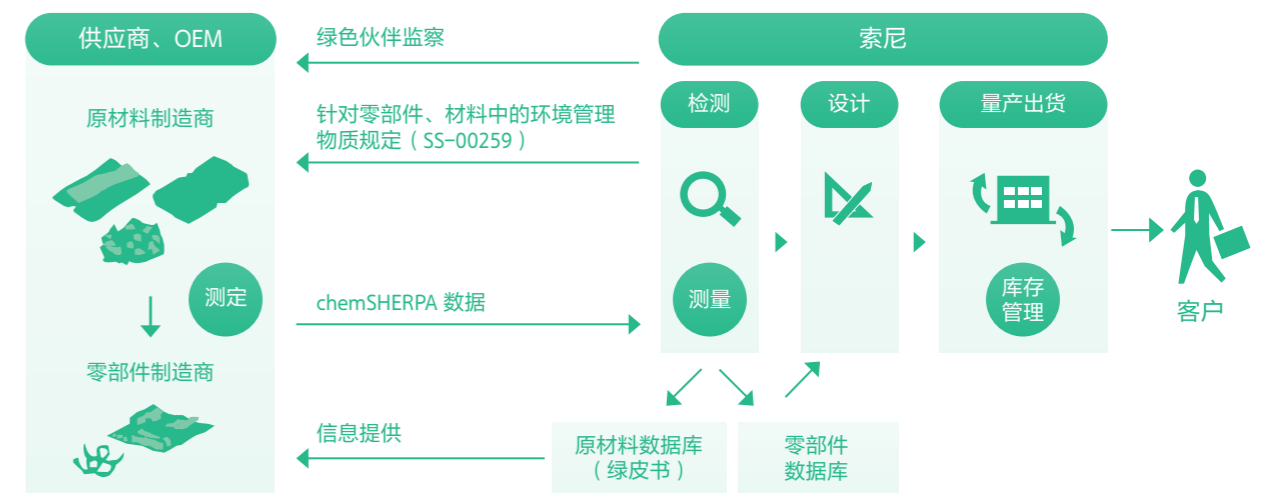 供应商、OEM
原材料制造商
测定
零部件制造商
绿色伙伴监察
针对零部件、材料中的环境管理
物质规定（SS-00259）
chemSHERPA 数据
信息提供
索尼
检测
测量
设计
量产出货
库存
管理
客户
原材料数据库
（绿皮书）
零部件
数据库